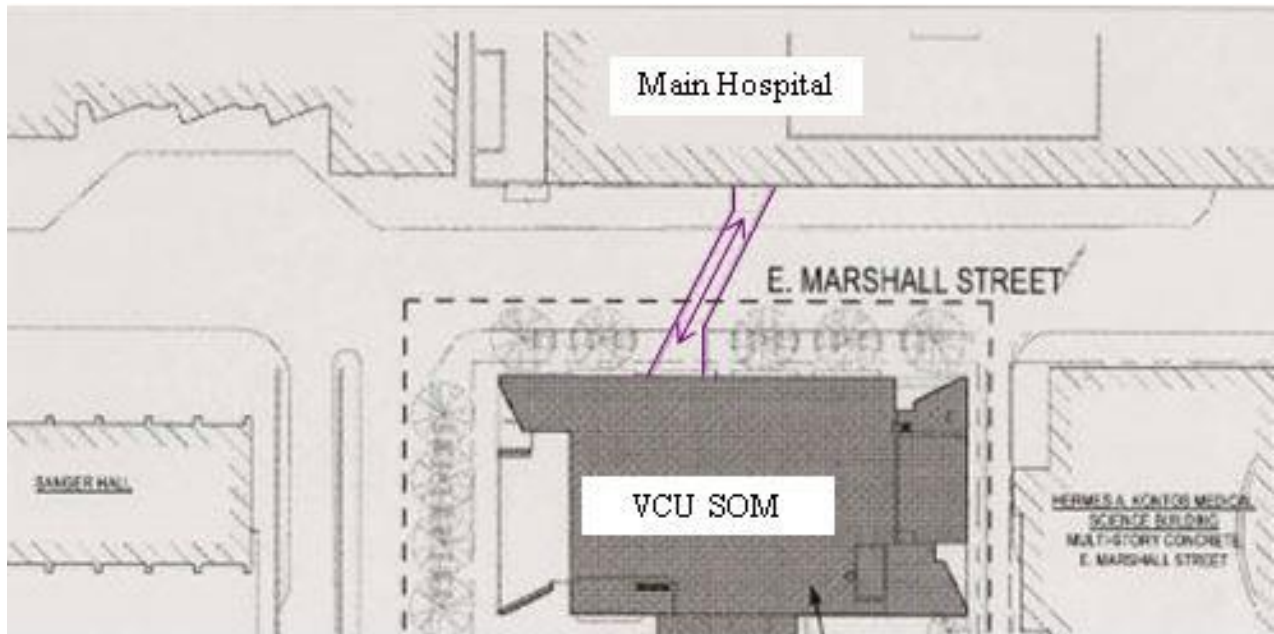 Main Hospital
E. MARSHALL STREET
SANGER HALL
VCU SOM
HERMES A. KONTOS MEDICAL
SCIENCE BUILDING
MULTI-STORY CONCRETE
E. MARSHALL STREET